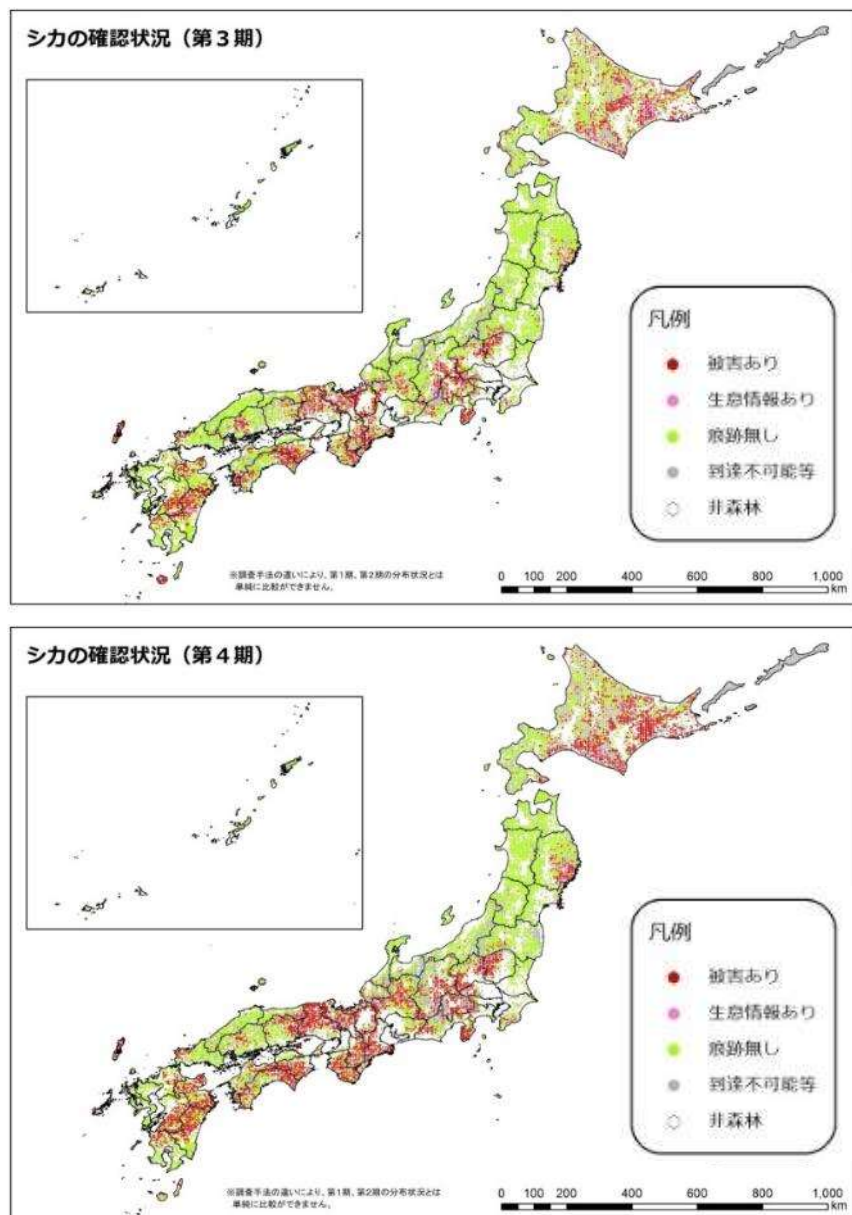 シカの確認状況（第３期）
凡例
被害あり
生息情報あり
痕跡無し
到達不可能等
非森林
※調査手法の違いにより、第1期、第2期の分布状況とは
単純に比較ができません。
0 100 200 400 600 800 1,000
km
シカの確認状況（第４期）
凡例
被害あり
生息情報あり
痕跡無し
到達不可能等
非森林
※調査手法の違いにより、第1期、第2期の分布状況とは
単純に比較ができません。
0 100 200 400 600 800 1,000
km